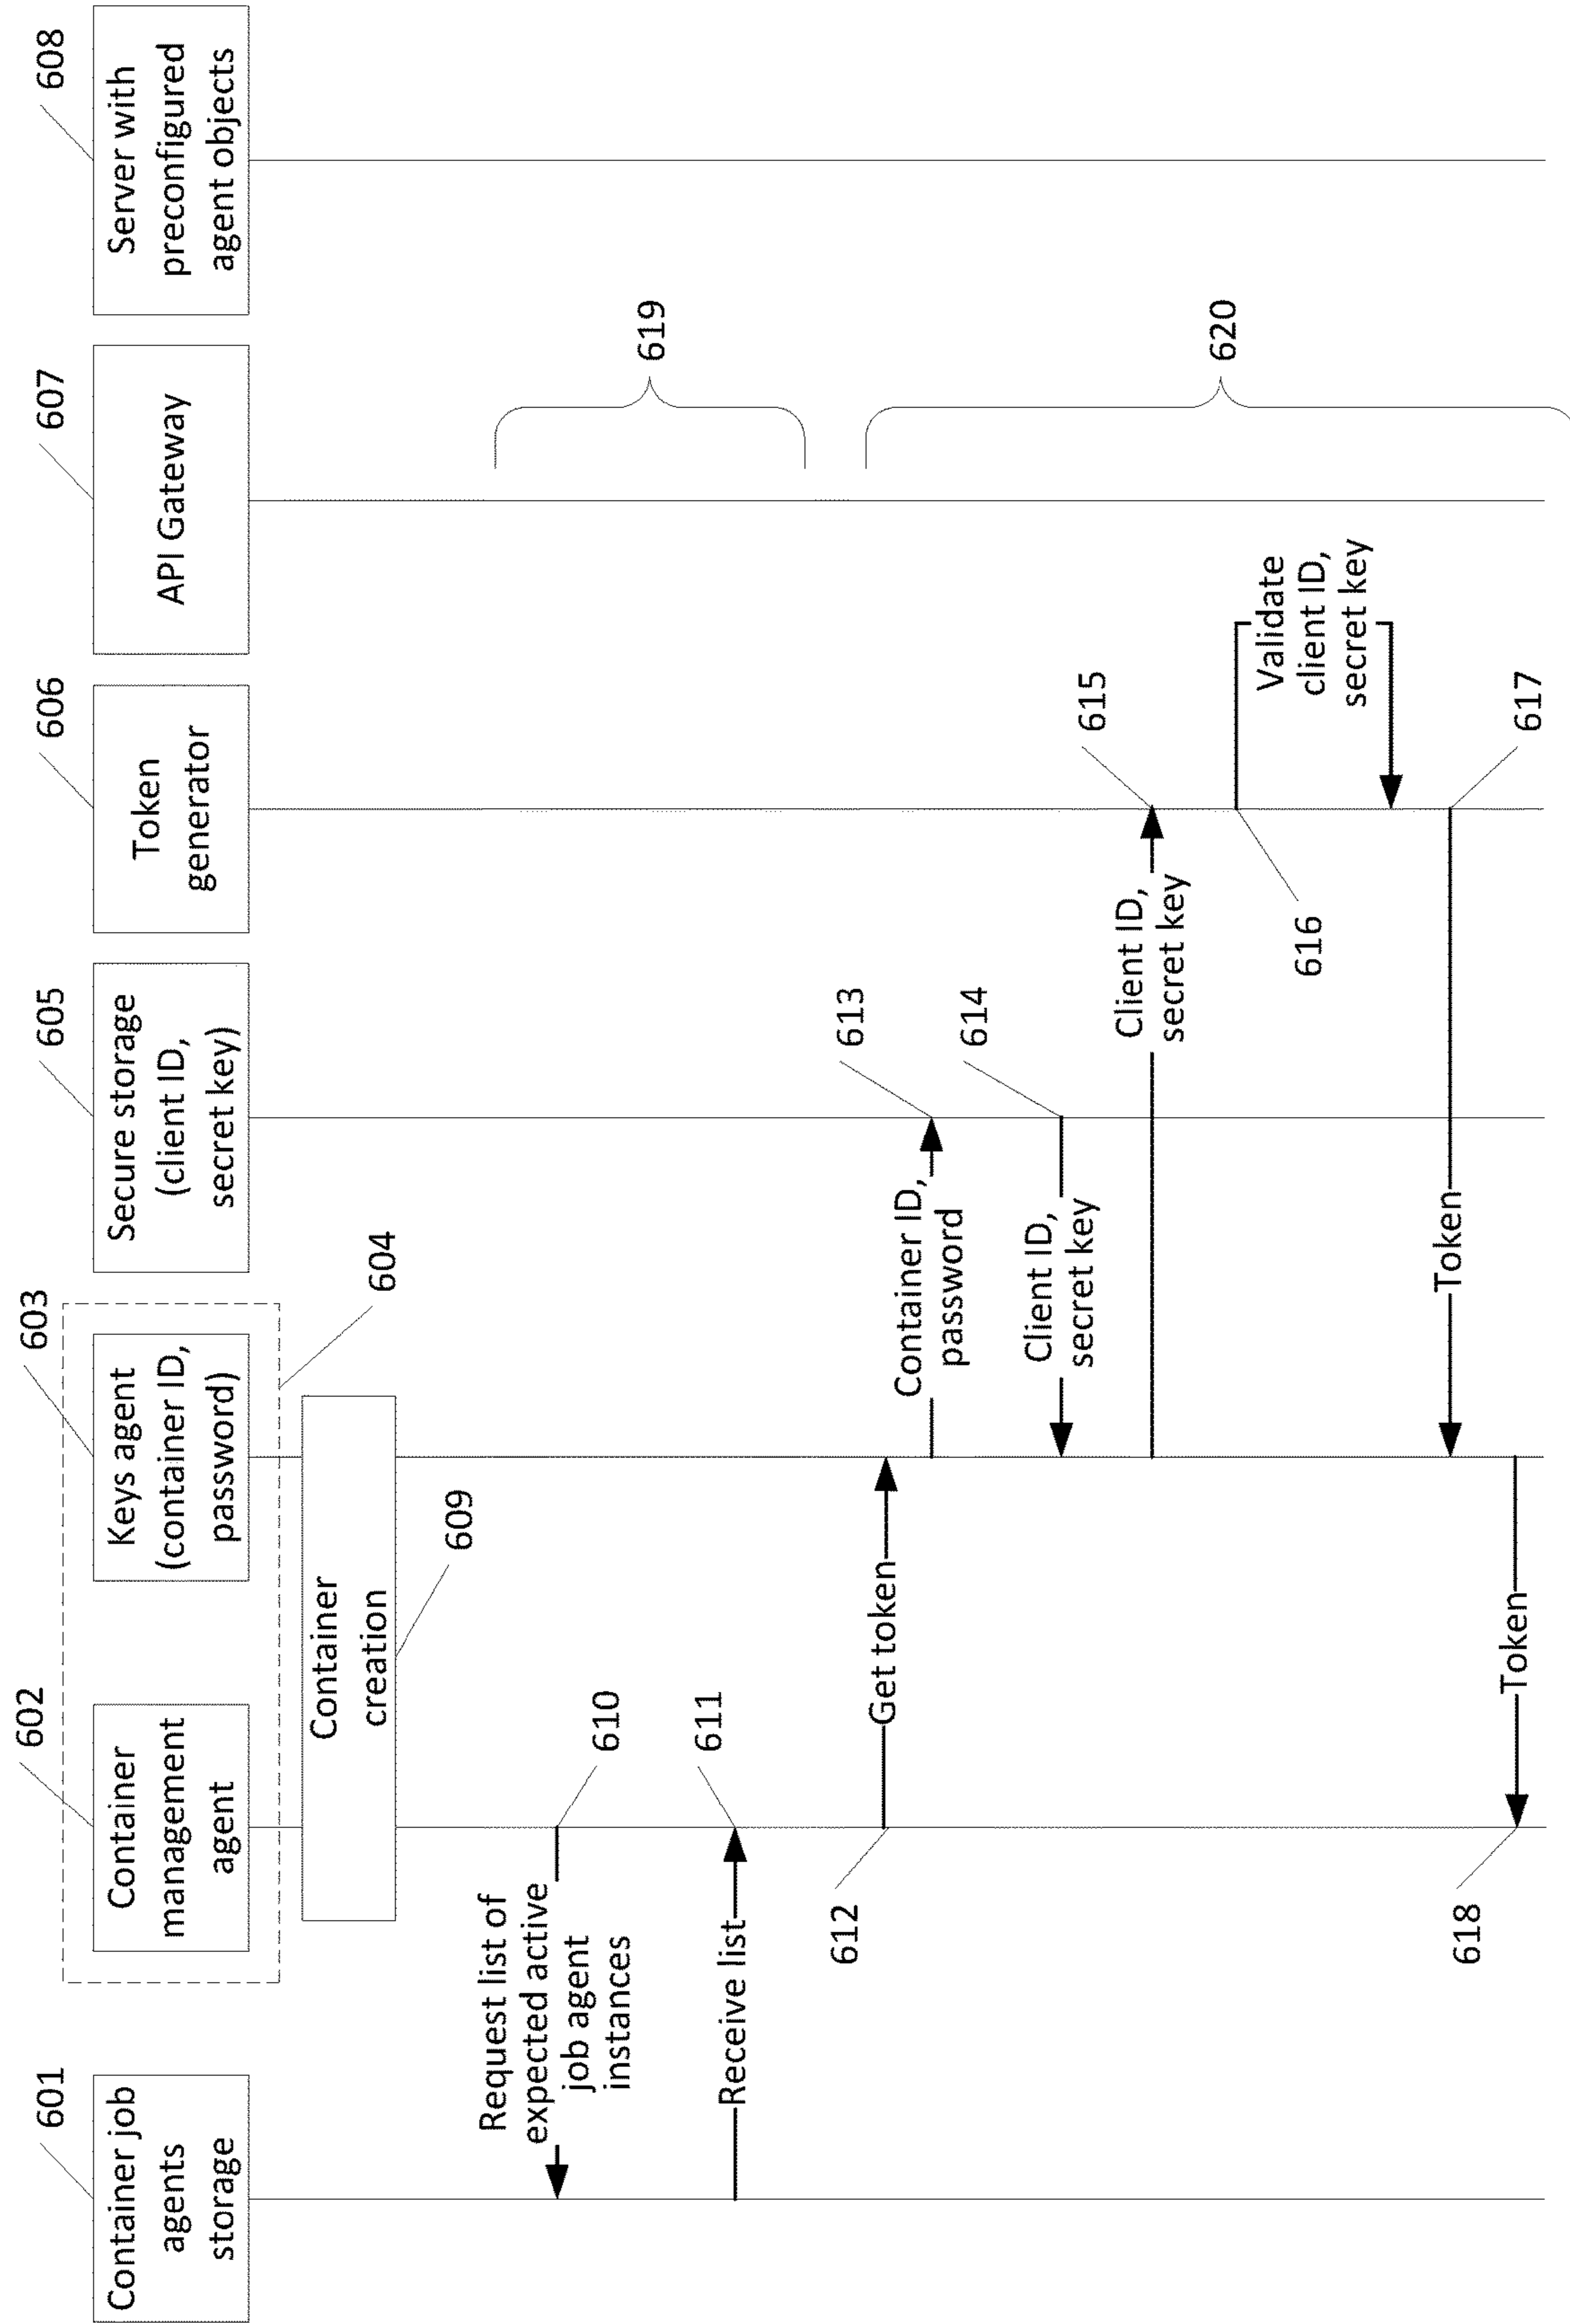 601
Container job
agents
storage
602
Container
management
agent
603
Keys agent
(container ID,
password)
604
605
Secure storage
(client ID,
secret key)
606
Token
generator
607
API Gateway
608
Server with
preconfigured
agent objects
Container
creation
609
Request list of
expected active
job agent
instances
610
Receive list
611
619
612
Get token
Container ID,
password
613
Client ID,
secret key
614
Client ID,
secret key
615
616
Validate
client ID,
secret key
620
Token
617
618
Token